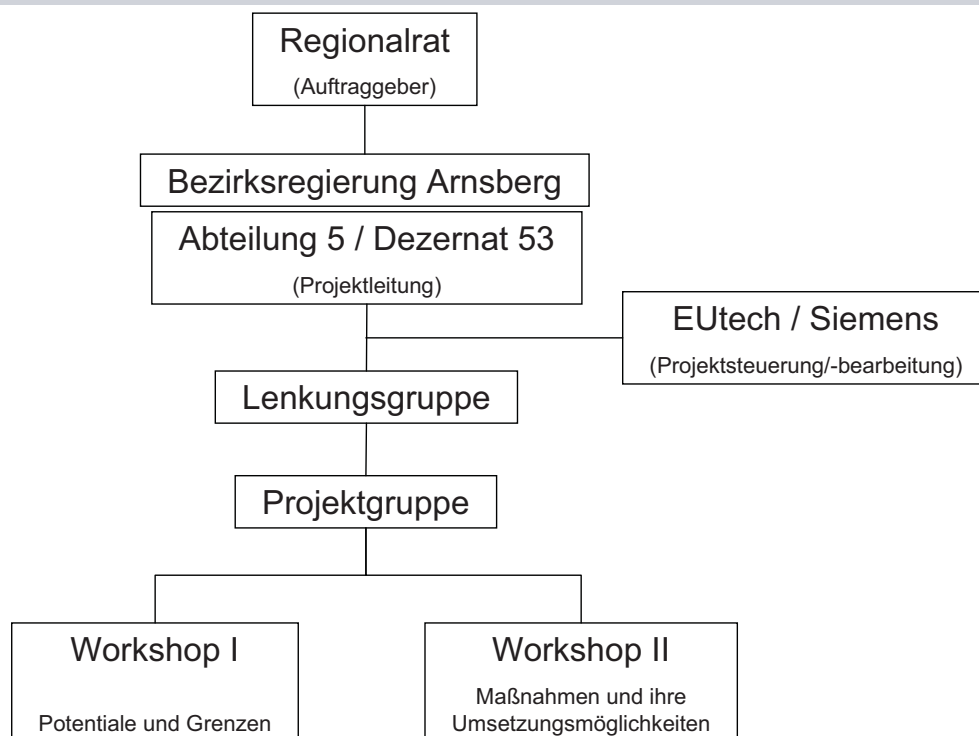 Regionalrat
(Auftraggeber)
Bezirksregierung Arnsberg
Abteilung 5 / Dezernat 53
(Projektleitung)
EUtech / Siemens
(Projektsteuerung/-bearbeitung)
Lenkungsgruppe
Projektgruppe
Workshop I
Potentiale und Grenzen
Workshop II
Maßnahmen und ihre
Umsetzungsmöglichkeiten